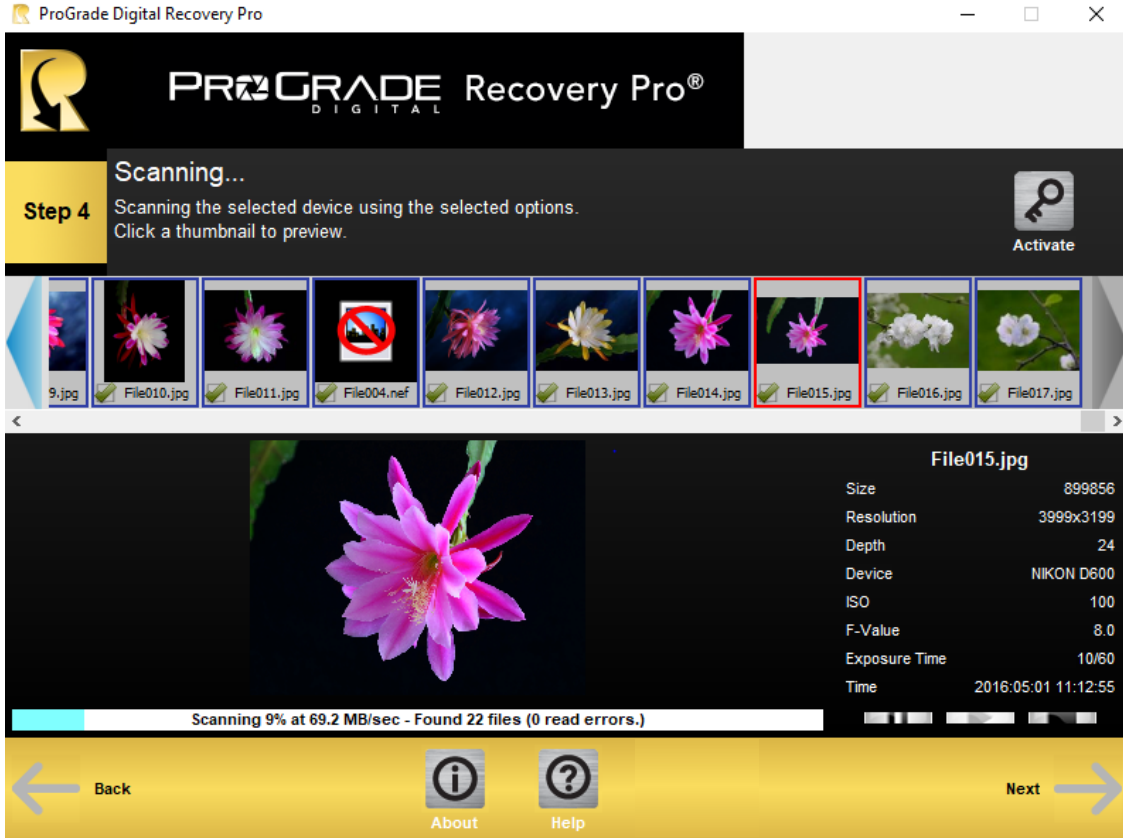 ProGrade Digital Recovery Pro
PROGRADE Recovery Pro®
DIGITAL
Step 4
Scanning...
Scanning the selected device using the selected options.
Click a thumbnail to preview.
Activate
9.jpg File010.jpg File011.jpg File004.nef File012.jpg File013.jpg File014.jpg File015.jpg File016.jpg File017.jpg
File015.jpg
Size 899856
Resolution 3999x3199
Depth 24
Device NIKON D600
ISO 100
F-Value 8.0
Exposure Time 10/60
Time 2016:05:01 11:12:55
Scanning 9% at 69.2 MB/sec - Found 22 files (0 read errors.)
Back
About
Help
Next